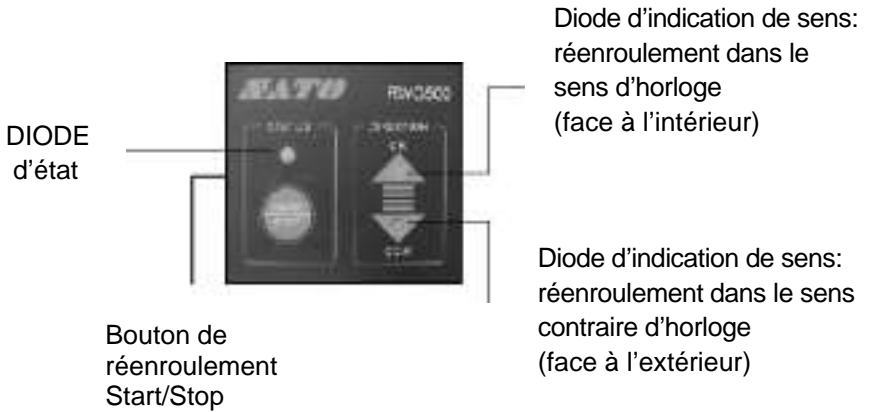 Diode d’indication de sens:
réenroulement dans le
sens d’horloge
(face à l’intérieur)
SATO
DIODE
d’état
Diode d’indication de sens:
réenroulement dans le sens
contraire d’horloge
(face à l’extérieur)
Bouton de
réenroulement
Start/Stop